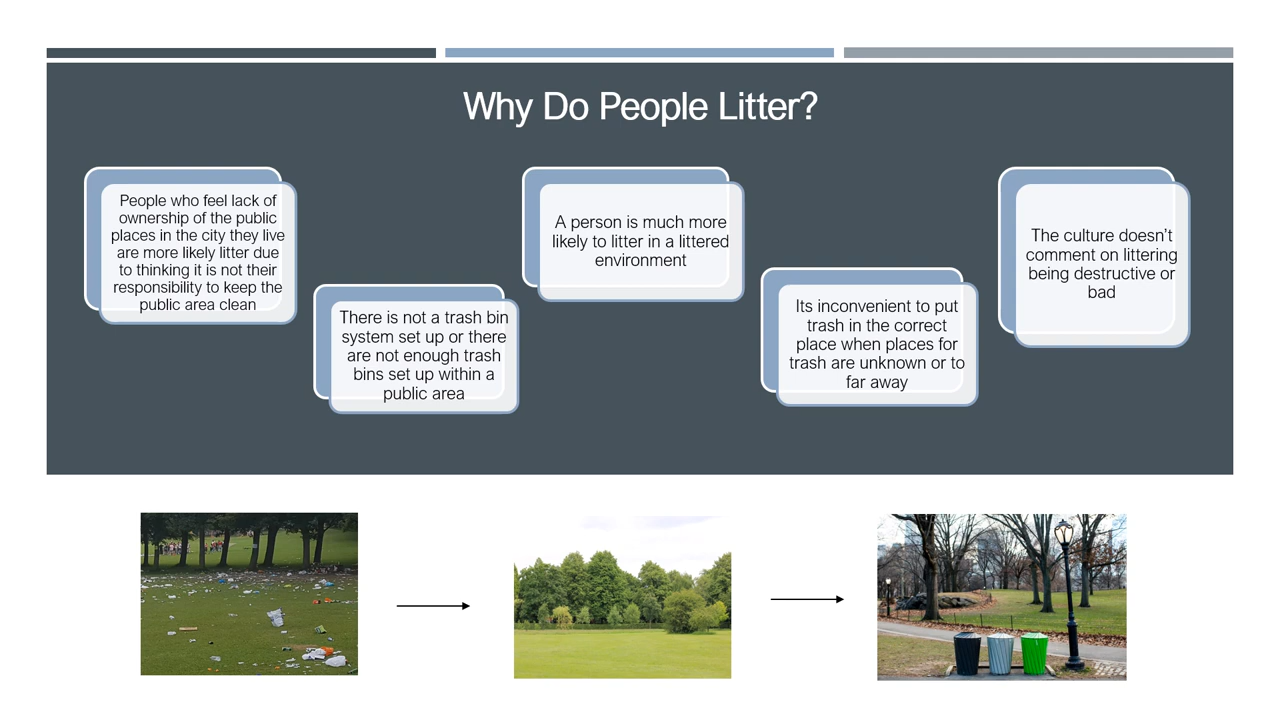 Why Do People Litter?
People who feel lack of
ownership of the public
places in the city they live
are more likely litter due
to thinking it is not their
responsibility to keep the
public area clean
There is not a trash bin
system set up or there
are not enough trash
bins set up within a
public area
A person is much more
likely to litter in a littered
environment
Its inconvenient to put
trash in the correct
place when places for
trash are unknown or to
far away
The culture doesn't
comment on littering
being destructive or
bad